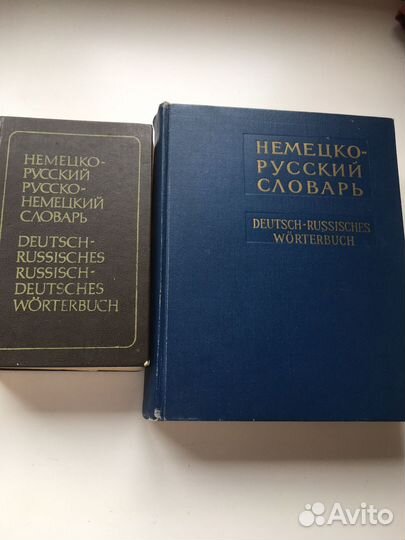 НЕМЕЦКО-
РУССКИЙ
РУССКО-
НЕМЕЦКИЙ
СЛОВАРЬ
DEUTSCH-
RUSSISCHES
RUSSISCH-
DEUTSCHES
WÖRTERBUCH
НЕМЕЦКО-
РУССКИЙ
СЛОВАРЬ
DEUTSCH-RUSSISCHES
WÖRTERBUCH
Avito